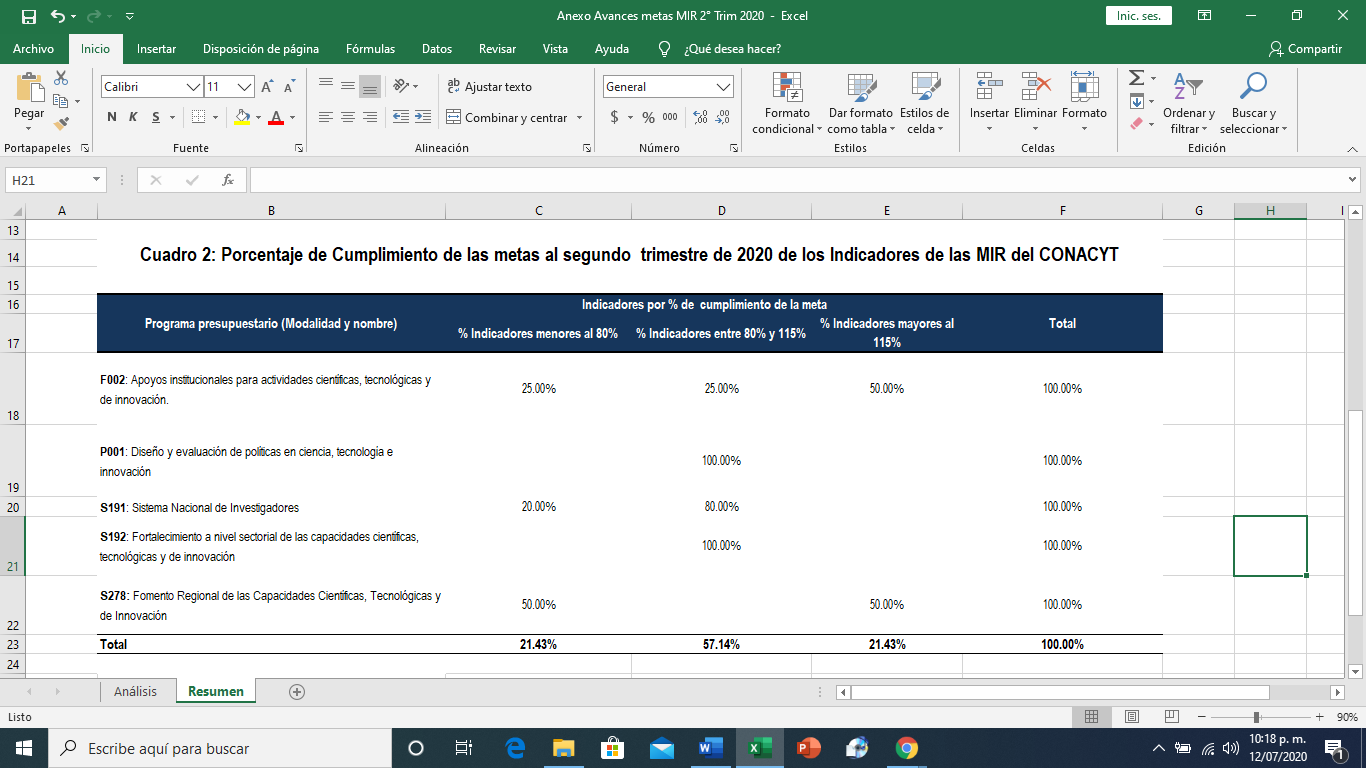 Anexo Avances metas MIR 2° Trim 2020 - Excel
Inic. ses.
Archivo Inicio Insertar Disposición de página Fórmulas Datos Revisar Vista Ayuda ¿Qué desea hacer? Compartir
Pegar
Calibri 11
N K S
Ajustar texto
Combinar y centrar
General
$ % 000
Formato condicional
Dar formato como tabla
Estilos de celda
Insertar Eliminar Formato
Ordenar y filtrar
Buscar y seleccionar
Portapapeles Fuente Alineación Número Estilos Celdas Edición
H21 fx
A B C D E F G H I
13
14 Cuadro 2: Porcentaje de Cumplimiento de las metas al segundo trimestre de 2020 de los Indicadores de las MIR del CONACYT
15
16 Indicadores por % de cumplimiento de la meta
Programa presupuestario (Modalidad y nombre)
% Indicadores menores al 80% % Indicadores entre 80% y 115% % Indicadores mayores al
115%
Total
17
F002: Apoyos institucionales para actividades científicas, tecnológicas y
de innovación.
25.00% 25.00% 50.00% 100.00%
18
P001: Diseño y evaluación de políticas en ciencia, tecnología e
innovación
100.00% 100.00%
19
20 S191: Sistema Nacional de Investigadores 20.00% 80.00% 100.00%
S192: Fortalecimiento a nivel sectorial de las capacidades científicas,
tecnológicas y de innovación
100.00% 100.00%
21
S278: Fomento Regional de las Capacidades Científicas, Tecnológicas y
de Innovación
50.00% 50.00% 100.00%
22
23 Total 21.43% 57.14% 21.43% 100.00%
24
Análisis Resumen
Listo 90%
Escribe aquí para buscar
10:18 p. m.
12/07/2020
1